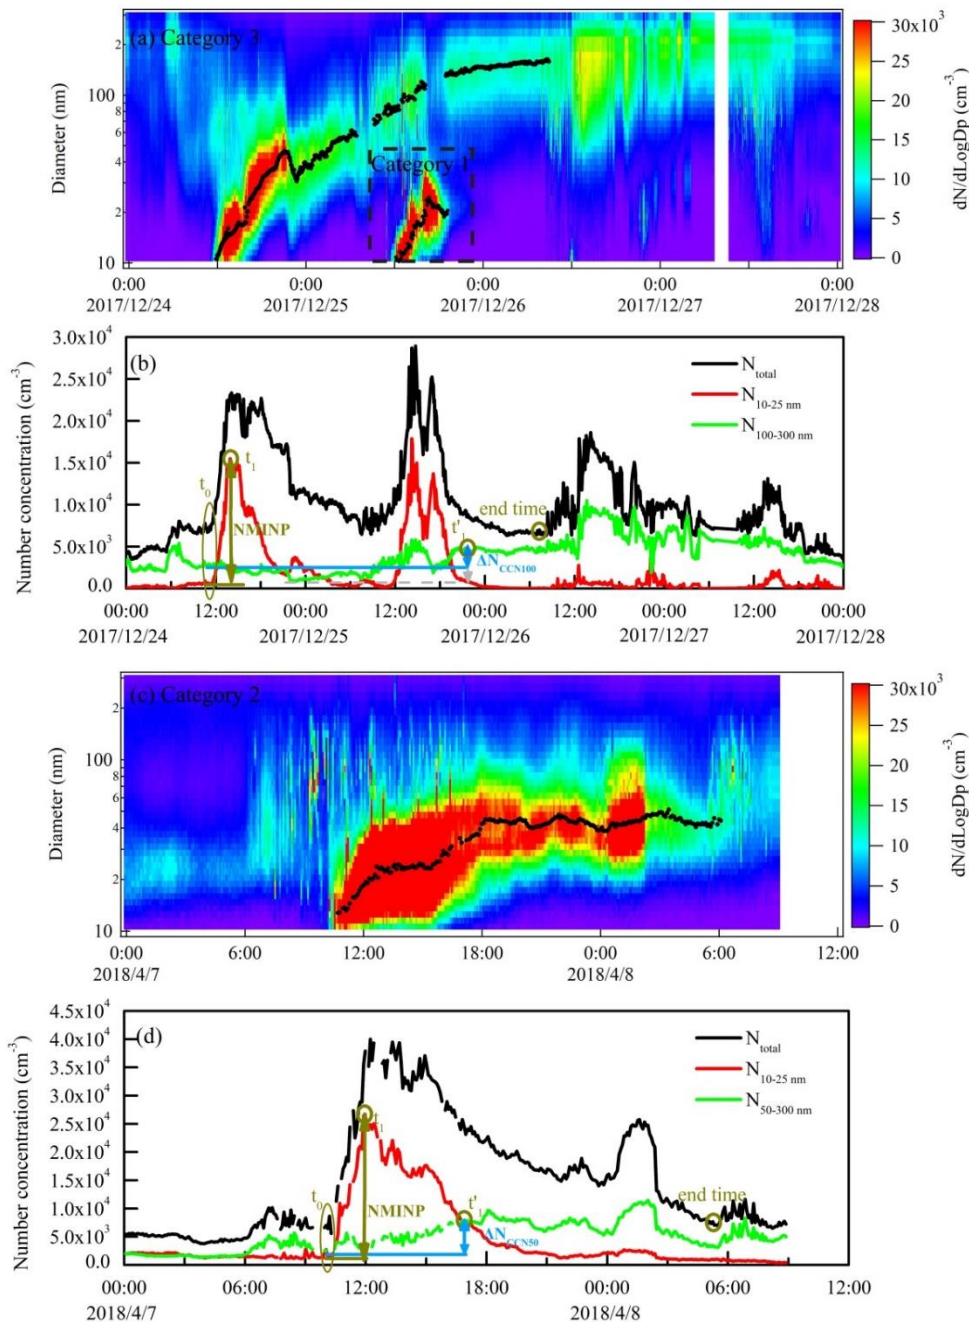 (a) Category 3
Category
Diameter (nm)
2
100
8
6
4
2
10
0:00
0:00
0:00
0:00
0:00
2017/12/24
2017/12/25
2017/12/26
2017/12/27
2017/12/28
30x10³
25
20
15
10
5
0
dN/dLogDp (cm⁻³)
(b)
Number concentration (cm⁻³)
3.0x10⁴
2.5x10⁴
2.0x10⁴
1.5x10⁴
1.0x10⁴
5.0x10³
0.0
N total
N 10-25 nm
N 100-300 nm
t₀
t₁
NMINP
t'
end time
ΔN CCN100
00:00
12:00
00:00
12:00
00:00
12:00
00:00
12:00
00:00
2017/12/24
2017/12/25
2017/12/26
2017/12/27
2017/12/28
(c) Category 2
Diameter (nm)
2
100
8
6
4
2
10
0:00
6:00
12:00
18:00
0:00
6:00
12:00
2018/4/7
2018/4/8
30x10³
25
20
15
10
5
0
dN/dLogDp (cm⁻³)
(d)
Number concentration (cm⁻³)
4.5x10⁴
4.0x10⁴
3.5x10⁴
3.0x10⁴
2.5x10⁴
2.0x10⁴
1.5x10⁴
1.0x10⁴
5.0x10³
0.0
N total
N 10-25 nm
N 50-300 nm
t₀
t₁
NMINP
t'₁
ΔN CCN50
end time
00:00
06:00
12:00
18:00
00:00
06:00
12:00
2018/4/7
2018/4/8